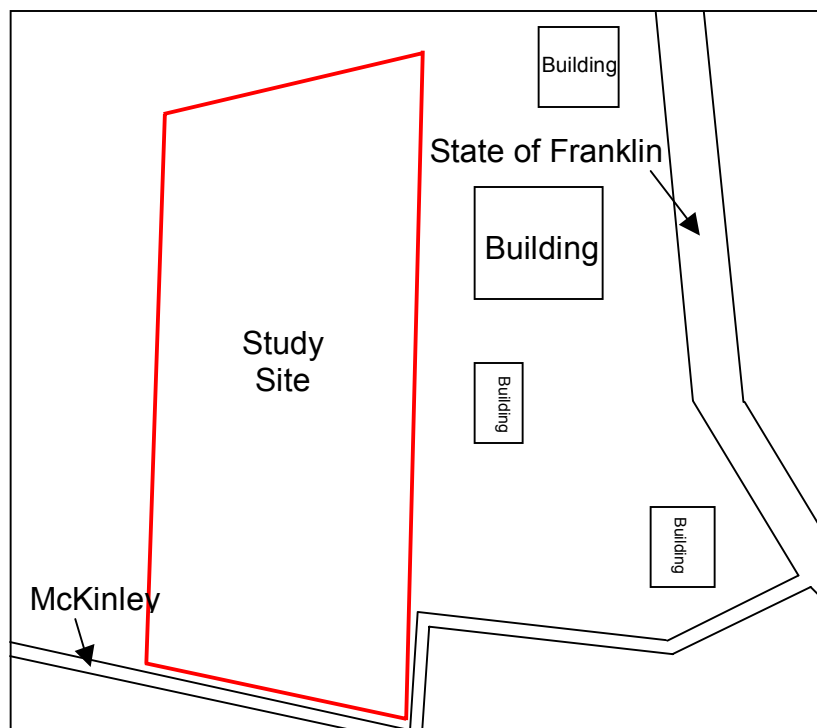 Building
State of Franklin
Building
Study
Site
Building
Building
McKinley